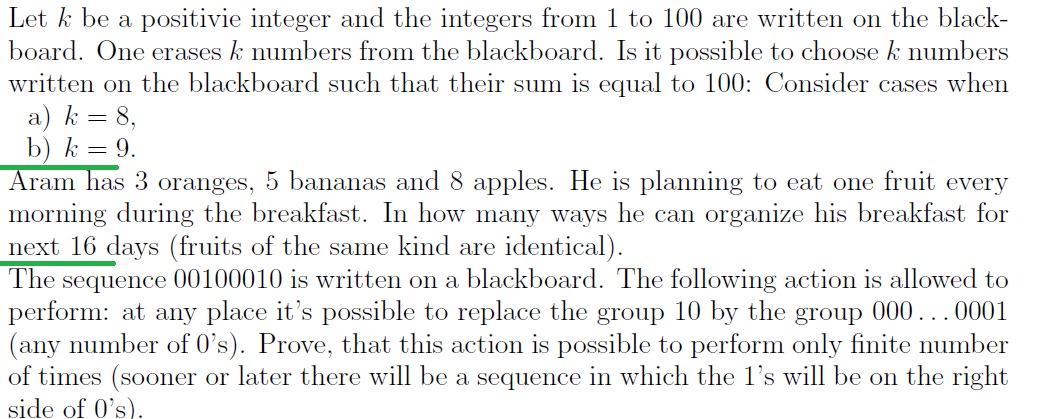 Let k be a positivie integer and the integers from 1 to 100 are written on the black-
board. One erases k numbers from the blackboard. Is it possible to choose k numbers
written on the blackboard such that their sum is equal to 100: Consider cases when
a) k = 8,
b) k = 9.
Aram has 3 oranges, 5 bananas and 8 apples. He is planning to eat one fruit every
morning during the breakfast. In how many ways he can organize his breakfast for
next 16 days (fruits of the same kind are identical).
The sequence 00100010 is written on a blackboard. The following action is allowed to
perform: at any place it's possible to replace the group 10 by the group 000...0001
(any number of 0's). Prove, that this action is possible to perform only finite number
of times (sooner or later there will be a sequence in which the 1's will be on the right
side of 0's).